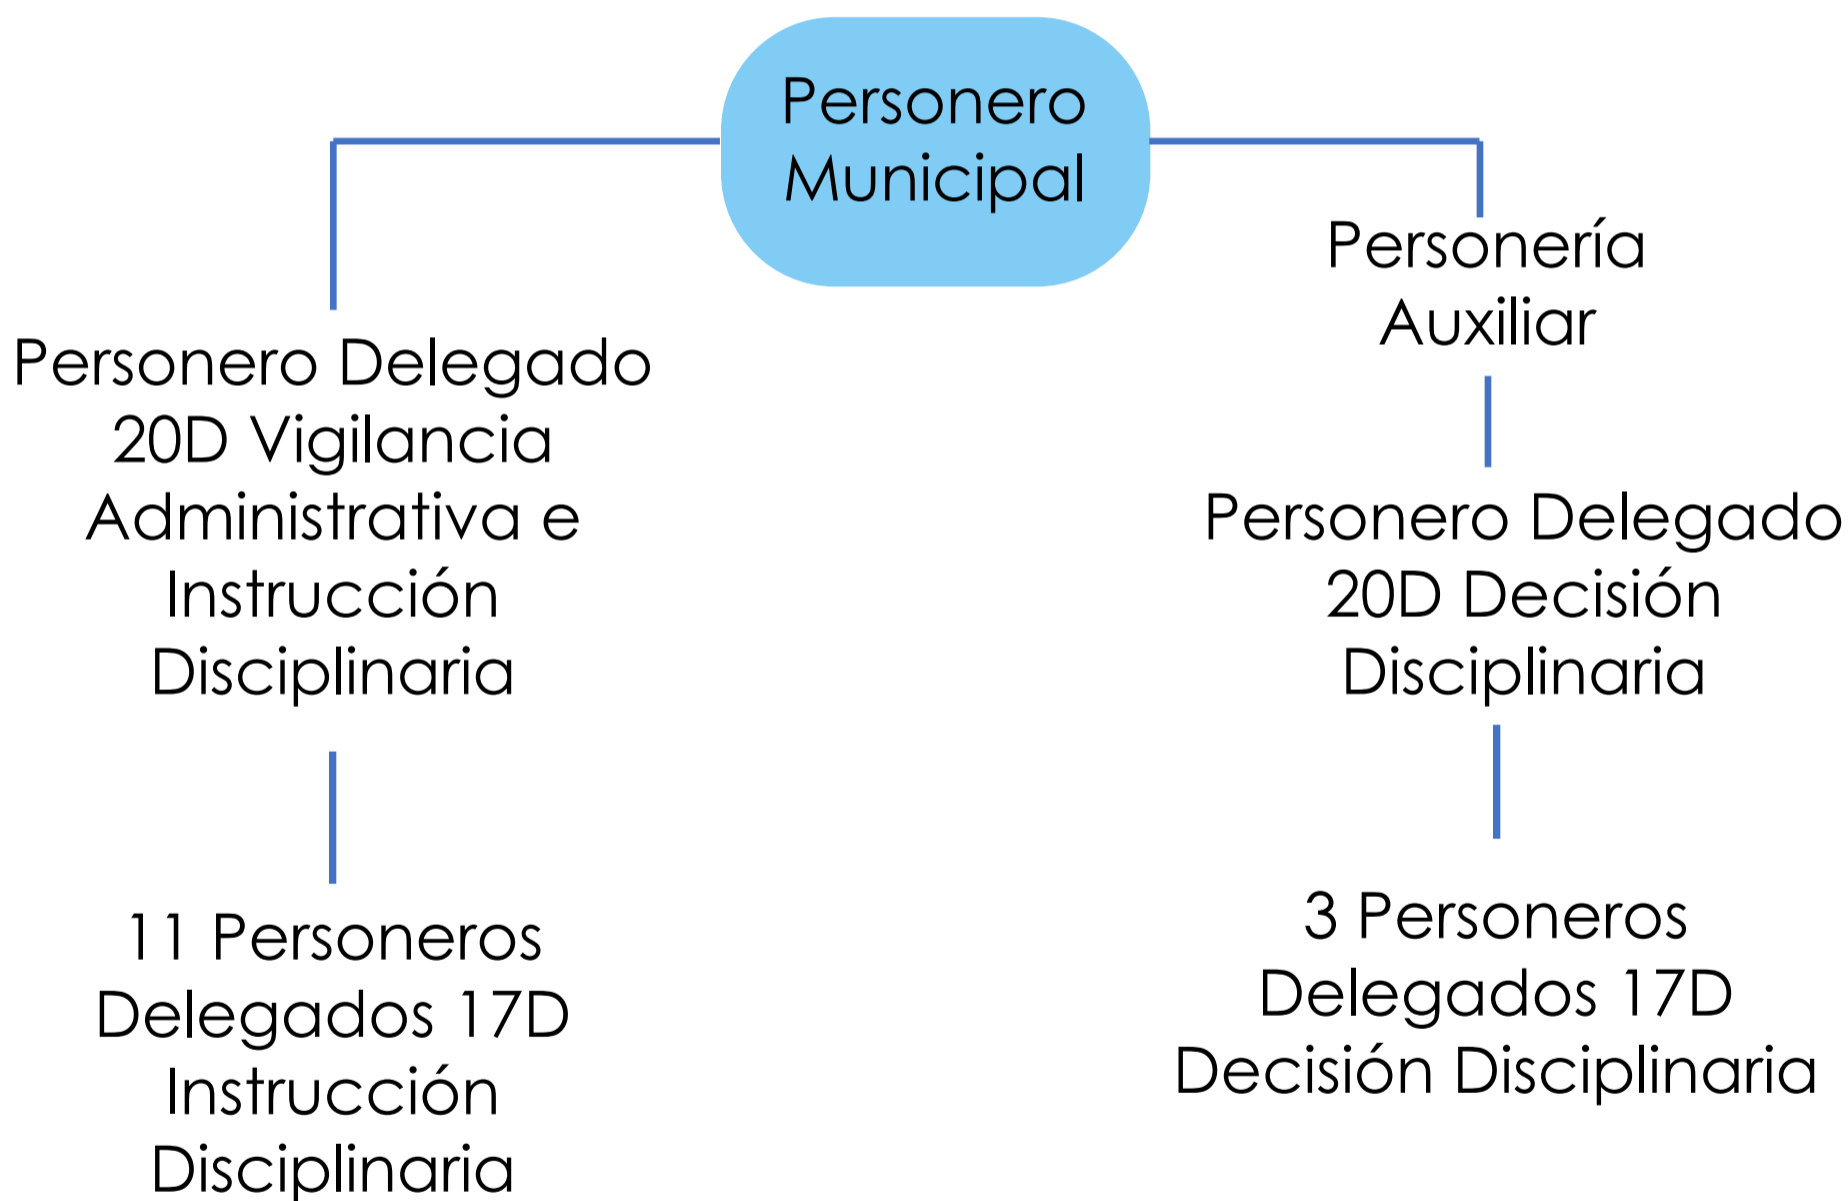 Personero
Municipal
Personero Delegado
20D Vigilancia
Administrativa e
Instrucción
Disciplinaria
11 Personeros
Delegados 17D
Instrucción
Disciplinaria
Personería
Auxiliar
Personero Delegado
20D Decisión
Disciplinaria
3 Personeros
Delegados 17D
Decisión Disciplinaria